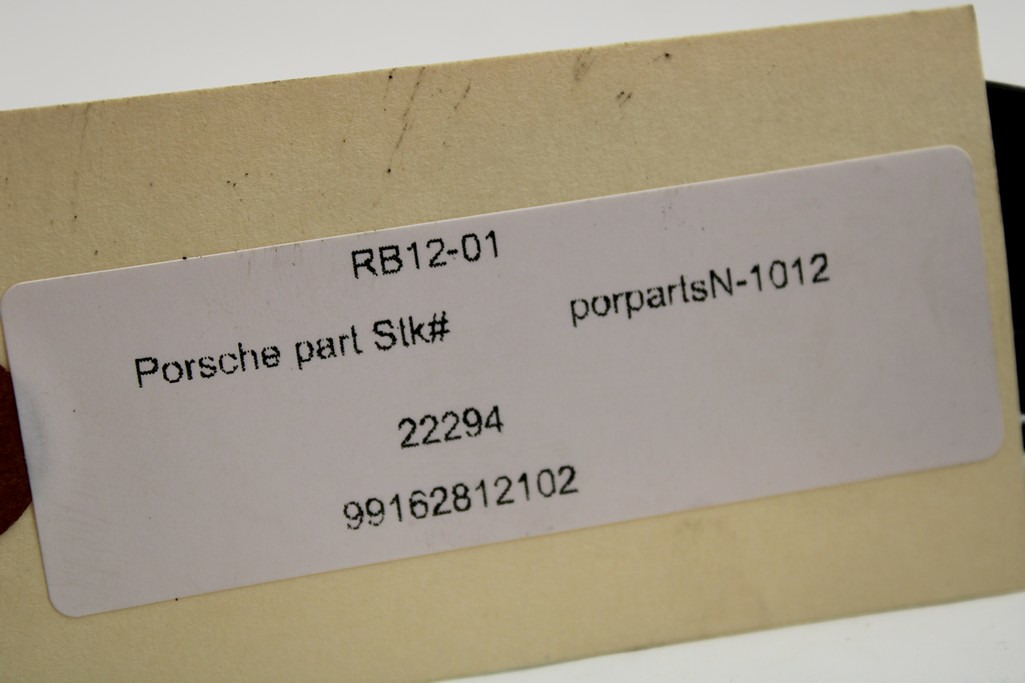 RB12-01
Porsche part Stk# porpartsN-1012
22294
99162812102